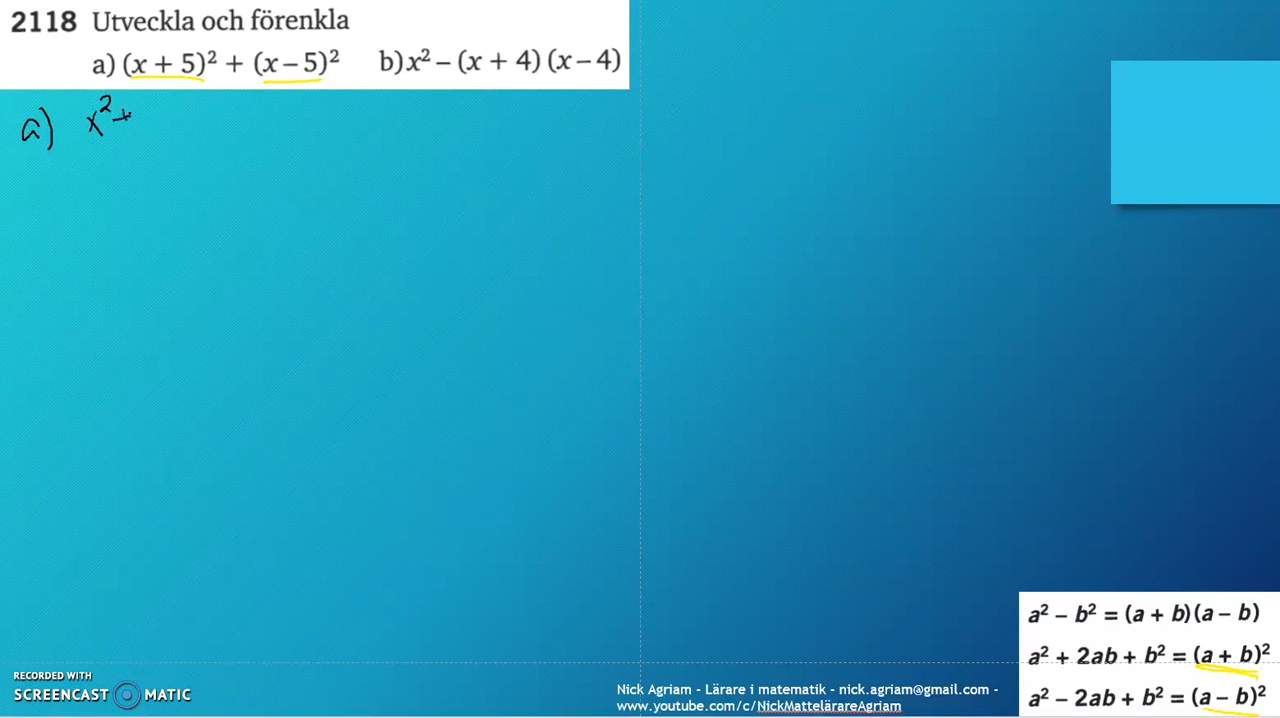 2118 Utveckla och förenkla
a) (x + 5)² + (x – 5)² b) x² – (x + 4) (x – 4)
a) x² +
a² – b² = (a + b)(a – b)
a² + 2ab + b² = (a + b)²
a² – 2ab + b² = (a – b)²
RECORDED WITH
SCREENCAST MATIC
Nick Agriam - Lärare i matematik - nick.agriam@gmail.com -
www.youtube.com/c/NickMattelärareAgriam